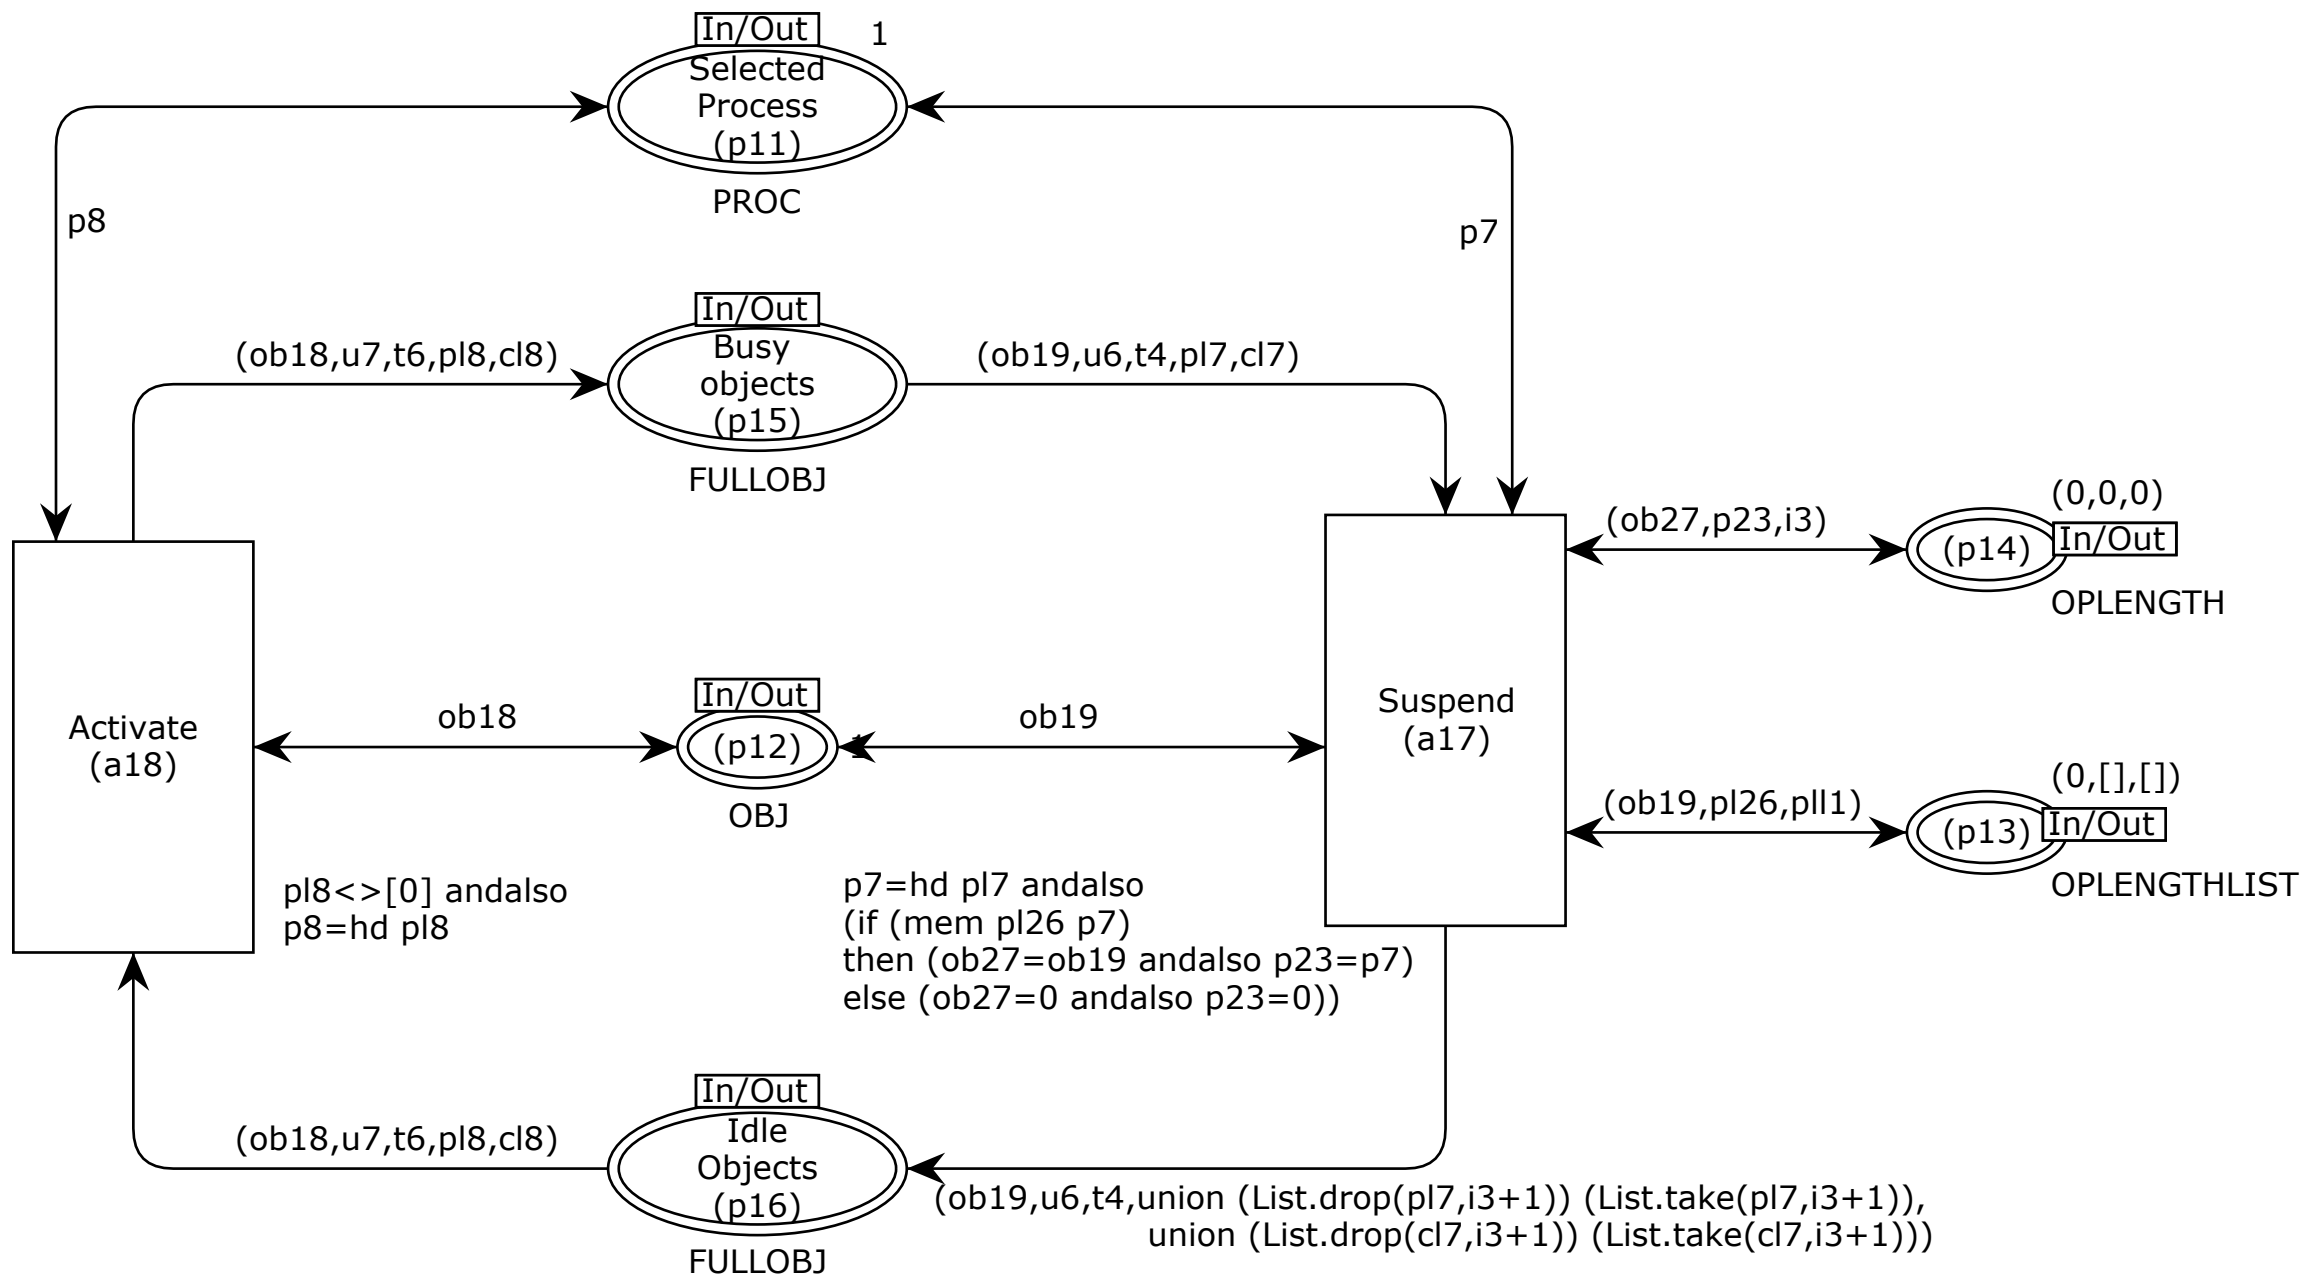 In/Out
1
Selected
Process
(p11)
PROC
p8
p7
In/Out
(ob18,u7,t6,pl8,cl8)
Busy
objects
(p15)
(ob19,u6,t4,pl7,cl7)
FULLOBJ
(0,0,0)
(ob27,p23,i3)
(p14)
In/Out
OPLENGTH
Activate
(a18)
ob18
In/Out
(p12)
1
OBJ
ob19
Suspend
(a17)
(0,[],[])
(ob19,pl26,pll1)
(p13)
In/Out
OPLENGTHLIST
pl8<>[0] andalso
p8=hd pl8
p7=hd pl7 andalso
(if (mem pl26 p7)
then (ob27=ob19 andalso p23=p7)
else (ob27=0 andalso p23=0))
In/Out
(ob18,u7,t6,pl8,cl8)
Idle
Objects
(p16)
FULLOBJ
(ob19,u6,t4,union (List.drop(pl7,i3+1)) (List.take(pl7,i3+1)),
union (List.drop(cl7,i3+1)) (List.take(cl7,i3+1)))